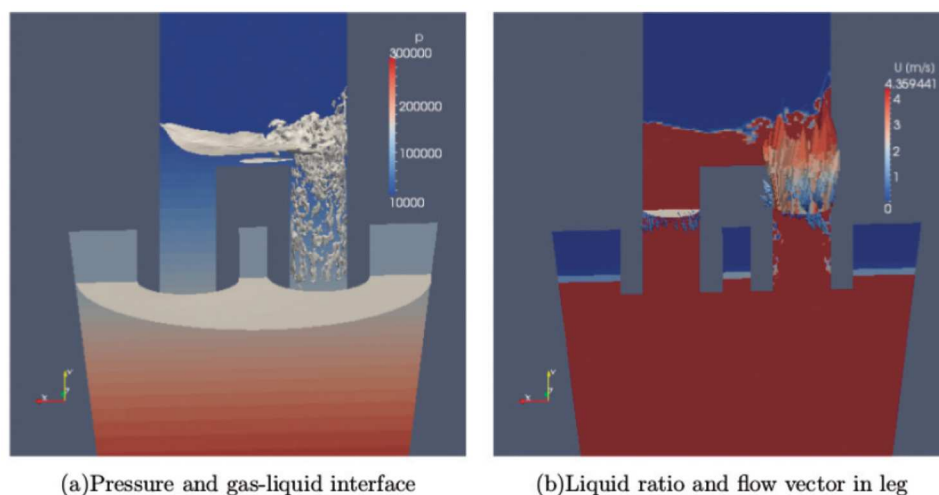 p
300000
200000
100000
10000
U (m/s)
4.359441
4
3
2
1
0
(a)Pressure and gas-liquid interface
(b)Liquid ratio and flow vector in leg